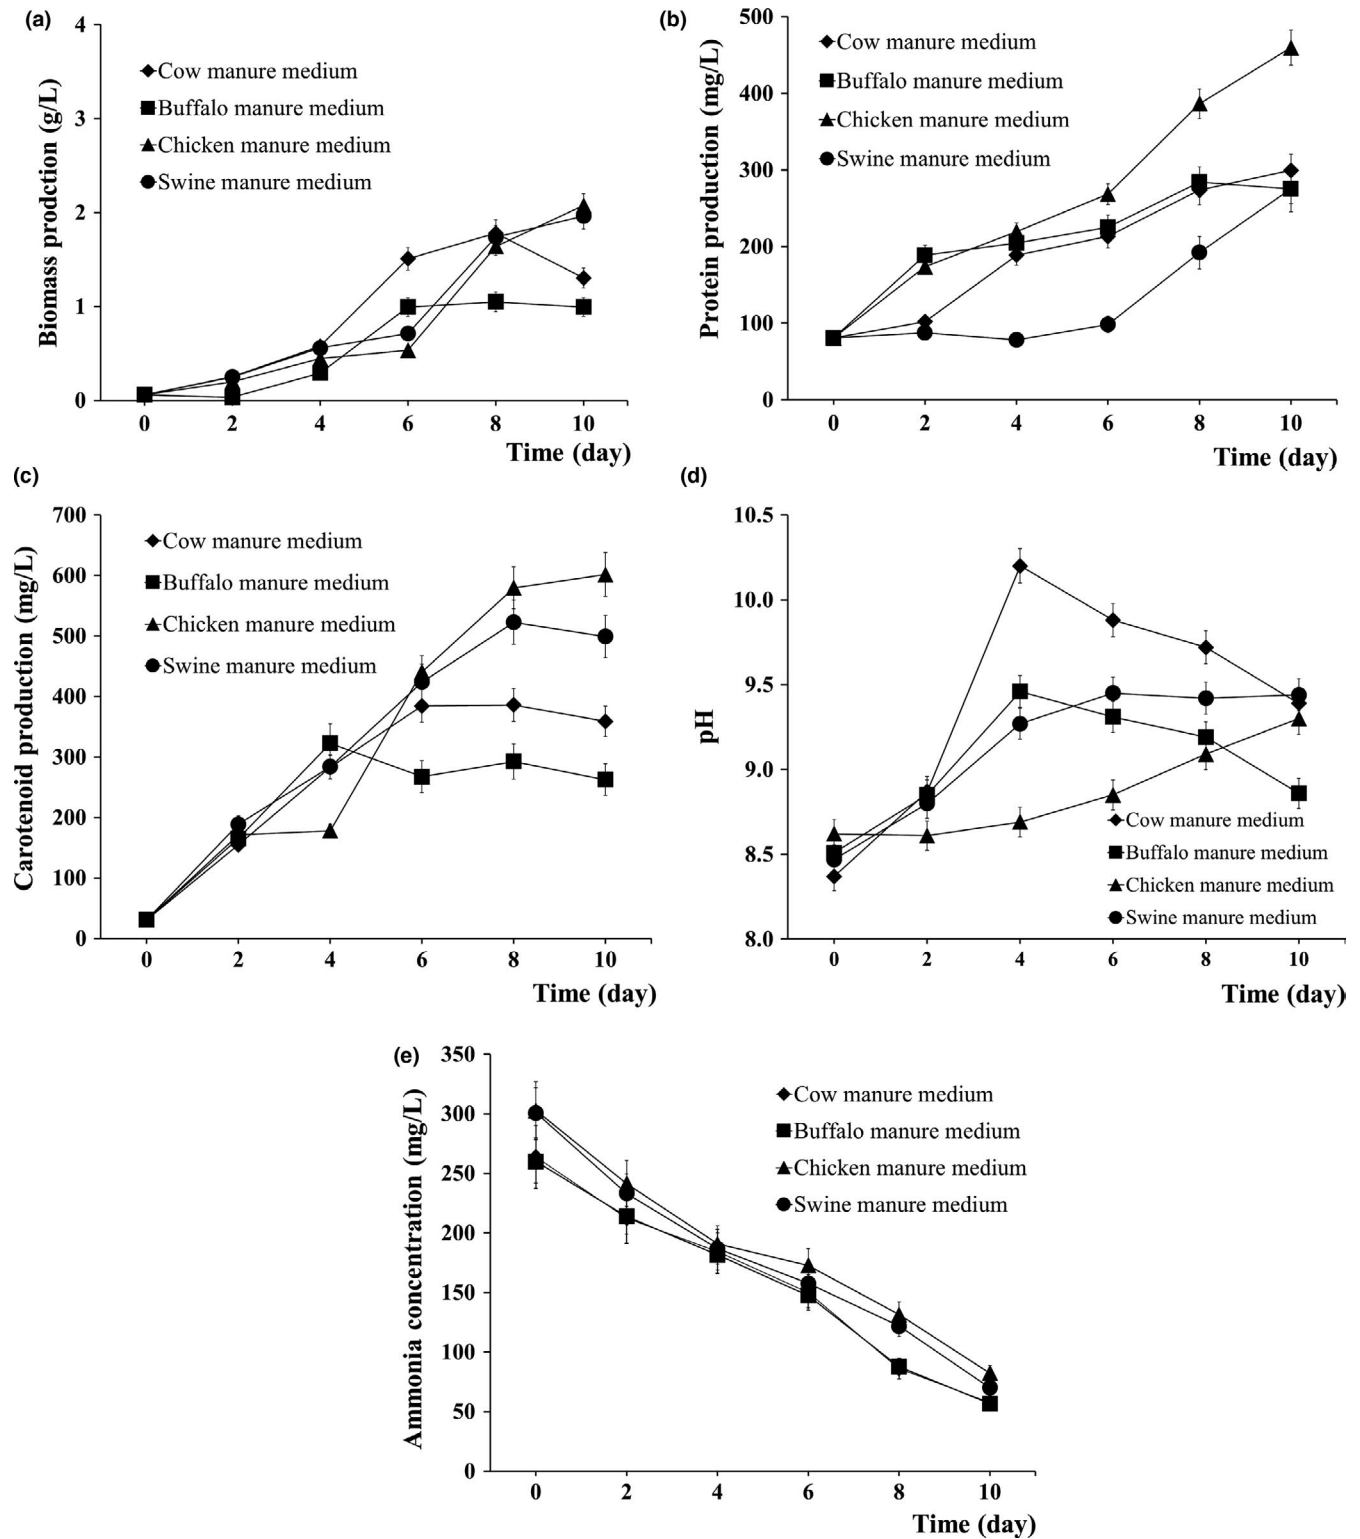 (a)
Biomass prodction (g/L)
4
3
2
1
0
Cow manure medium
Buffalo manure medium
Chicken manure medium
Swine manure medium
0 2 4 6 8 10
Time (day)
(b)
Protein production (mg/L)
500
400
300
200
100
0
Cow manure medium
Buffalo manure medium
Chicken manure medium
Swine manure medium
0 2 4 6 8 10
Time (day)
(c)
Carotenoid production (mg/L)
700
600
500
400
300
200
100
0
Cow manure medium
Buffalo manure medium
Chicken manure medium
Swine manure medium
0 2 4 6 8 10
Time (day)
(d)
pH
10.5
10.0
9.5
9.0
8.5
8.0
Cow manure medium
Buffalo manure medium
Chicken manure medium
Swine manure medium
0 2 4 6 8 10
Time (day)
(e)
Ammonia concentration (mg/L)
350
300
250
200
150
100
50
0
Cow manure medium
Buffalo manure medium
Chicken manure medium
Swine manure medium
0 2 4 6 8 10
Time (day)